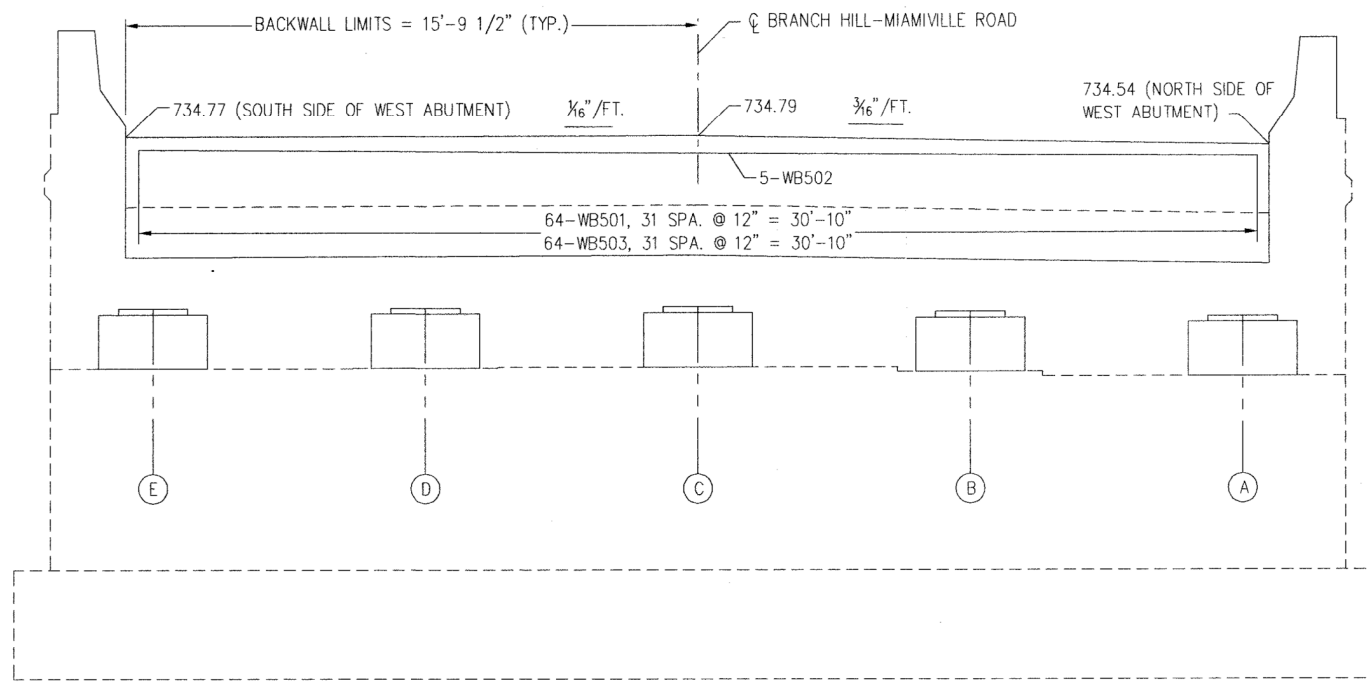 BACKWALL LIMITS = 15'-9 1/2" (TYP.)
℄ BRANCH HILL-MIAMIVILLE ROAD
734.77 (SOUTH SIDE OF WEST ABUTMENT)
1/16"/FT.
734.79
3/16"/FT.
734.54 (NORTH SIDE OF
WEST ABUTMENT)
5-WB502
64-WB501, 31 SPA. @ 12" = 30'-10"
64-WB503, 31 SPA. @ 12" = 30'-10"
E
D
C
B
A